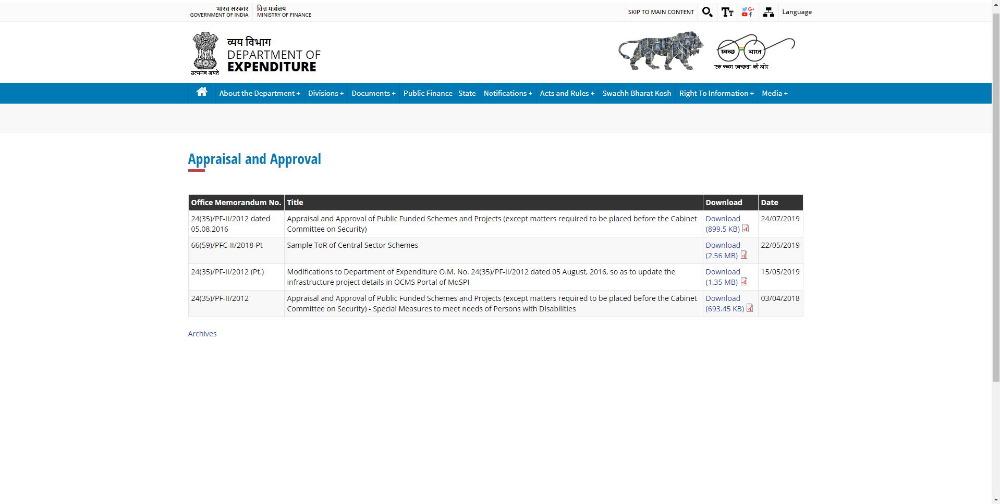 भारत सरकार
GOVERNMENT OF INDIA
वित्त मत्रांलय
MINISTRY OF FINANCE
SKIP TO MAIN CONTENT
Language
सत्यमेव जयते
व्यय विभाग
DEPARTMENT OF
EXPENDITURE
स्वच्छ भारत
एक कदम स्वच्छता की ओर
About the Department + Divisions + Documents + Public Finance - State Notifications + Acts and Rules + Swachh Bharat Kosh Right To Information + Media +
Appraisal and Approval
Office Memorandum No. Title Download Date
24(35)/PF-II/2012 dated
05.08.2016
Appraisal and Approval of Public Funded Schemes and Projects (except matters required to be placed before the Cabinet
Committee on Security)
Download
(899.5 KB)
24/07/2019
66(59)/PFC-II/2018-Pt
Sample ToR of Central Sector Schemes
Download
(2.56 MB)
22/05/2019
24(35)/PF-II/2012 (Pt.)
Modifications to Department of Expenditure O.M. No. 24(35)/PF-II/2012 dated 05 August, 2016, so as to update the
infrastructure project details in OCMS Portal of MoSPI
Download
(1.35 MB)
15/05/2019
24(35)/PF-II/2012
Appraisal and Approval of Public Funded Schemes and Projects (except matters required to be placed before the Cabinet
Committee on Security) - Special Measures to meet needs of Persons with Disabilities
Download
(693.45 KB)
03/04/2018
Archives